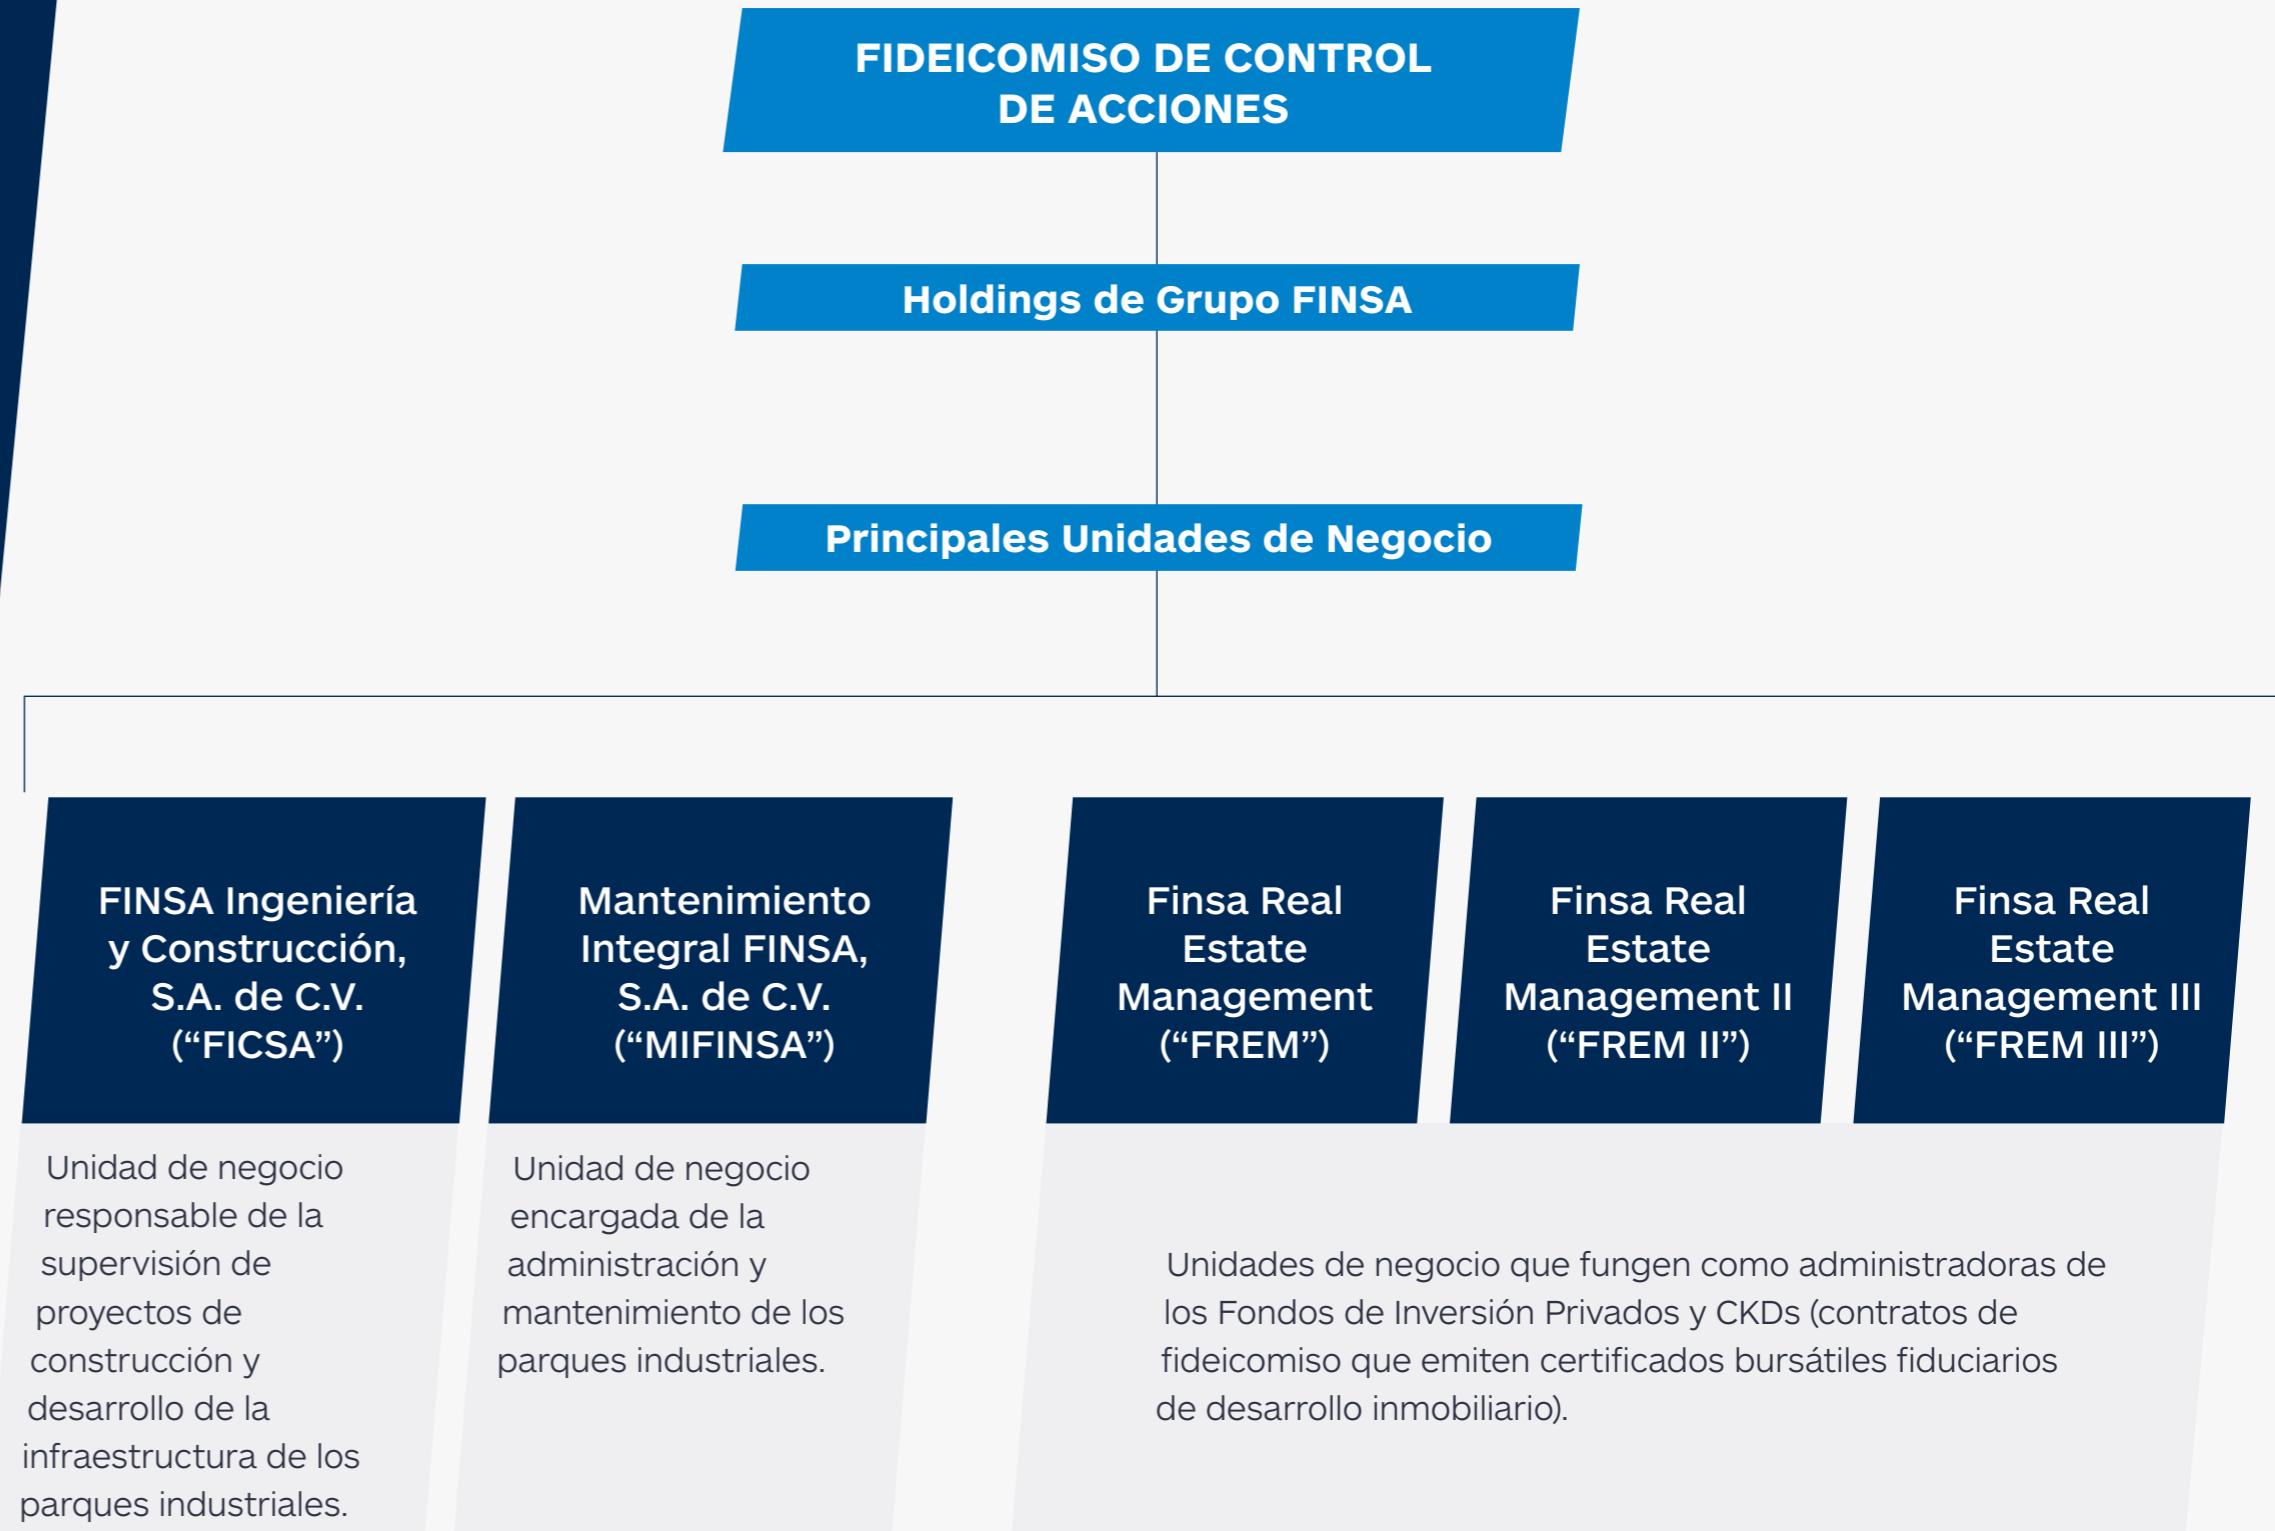 FIDEICOMISO DE CONTROL
DE ACCIONES
Holdings de Grupo FINSA
Principales Unidades de Negocio
FINSA Ingeniería
y Construcción,
S.A. de C.V.
(“FICSA”)
Unidad de negocio
responsable de la
supervisión de
proyectos de
construcción y
desarrollo de la
infraestructura de los
parques industriales.
Mantenimiento
Integral FINSA,
S.A. de C.V.
(“MIFINSA”)
Unidad de negocio
encargada de la
administración y
mantenimiento de los
parques industriales.
Finsa Real
Estate
Management
(“FREM”)
Finsa Real
Estate
Management II
(“FREM II”)
Finsa Real
Estate
Management III
(“FREM III”)
Unidades de negocio que fungen como administradoras de
los Fondos de Inversión Privados y CKDs (contratos de
fideicomiso que emiten certificados bursátiles fiduciarios
de desarrollo inmobiliario).